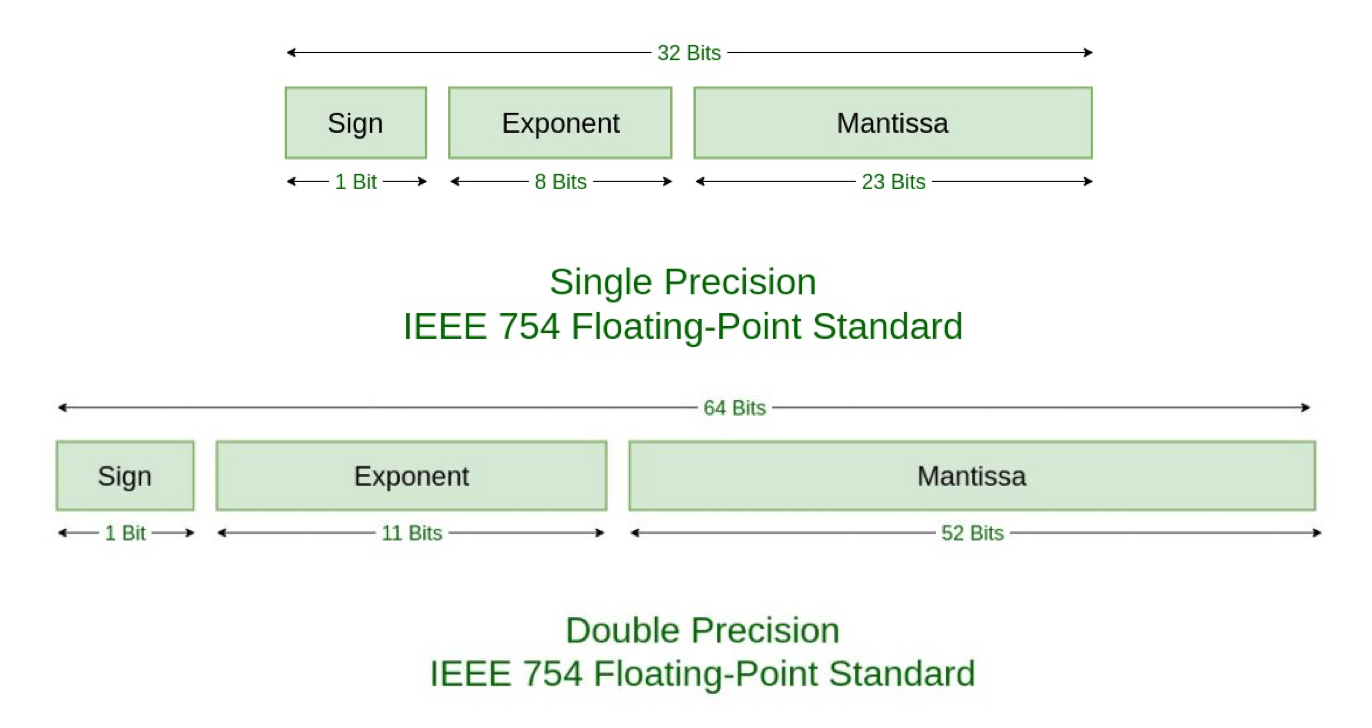 32 Bits
Sign Exponent Mantissa
1 Bit 8 Bits 23 Bits
Single Precision
IEEE 754 Floating-Point Standard
64 Bits
Sign Exponent Mantissa
1 Bit 11 Bits 52 Bits
Double Precision
IEEE 754 Floating-Point Standard